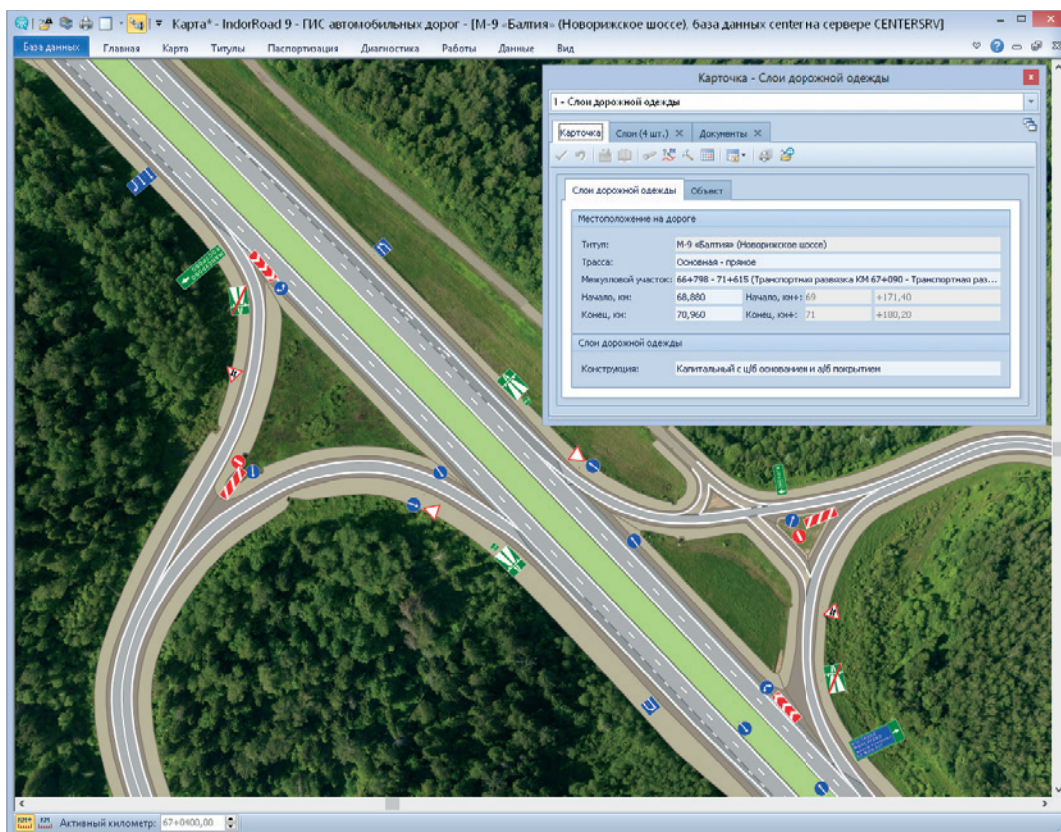 Карта* - IndorRoad 9 - ГИС автомобильных дорог - [М-9 «Балтия» (Новорижское шоссе), база данных center на сервере CENTERSRV]
База данных Главная Карта Титулы Паспортизация Диагностика Работы Данные Вид
Карточка - Слои дорожной одежды
1 - Слои дорожной одежды
Карточка Слои (4 шт.) Документы
Слои дорожной одежды Объект
Местоположение на дороге
Титул: М-9 «Балтия» (Новорижское шоссе)
Трасса: Основная - прямое
Межузловой участок: 66+798 - 71+615 (Транспортная развязка КМ 67+090 - Транспортная раз...
Начало, км: 68,880 Начало, км+: 69 +171,40
Конец, км: 70,960 Конец, км+: 71 +180,20
Слои дорожной одежды
Конструкция: Капитальный с ц/б основанием и а/б покрытием
КМ+ КМ Активный километр: 67+0400,00